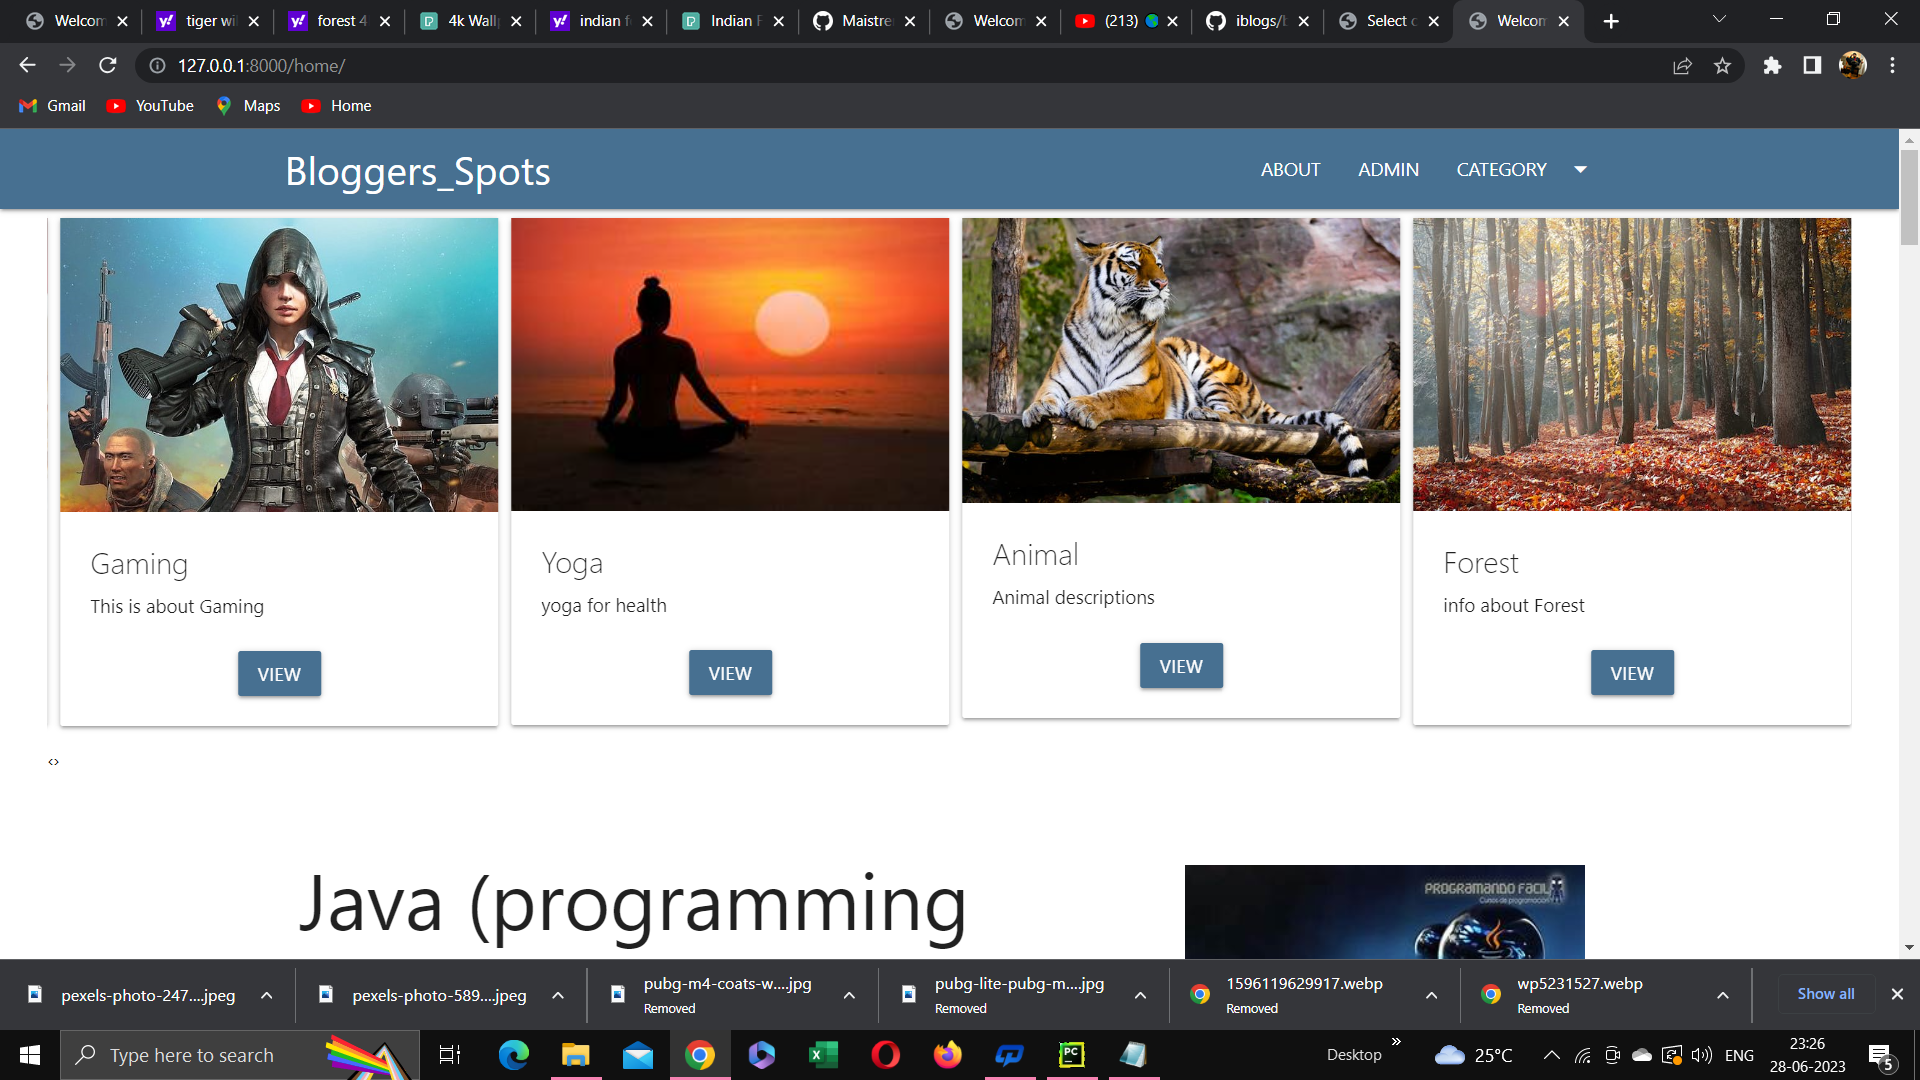 Welcom
tiger wi
forest 4
4k Wall
indian f
Indian F
Maistre
Welcom
(213)
iblogs/b
Select c
Welcom
127.0.0.1:8000/home/
Gmail
YouTube
Maps
Home
Bloggers_Spots
ABOUT
ADMIN
CATEGORY
Gaming
This is about Gaming
VIEW
Yoga
yoga for health
VIEW
Animal
Animal descriptions
VIEW
Forest
info about Forest
VIEW
‹›
Java (programming
PROGRAMANDO FACIL
Cursos de programación
pexels-photo-247....jpeg
pexels-photo-589....jpeg
pubg-m4-coats-w....jpg
Removed
pubg-lite-pubg-m....jpg
Removed
1596119629917.webp
Removed
wp5231527.webp
Removed
Show all
Type here to search
PC
Desktop
»
25°C
ENG
23:26
28-06-2023
5